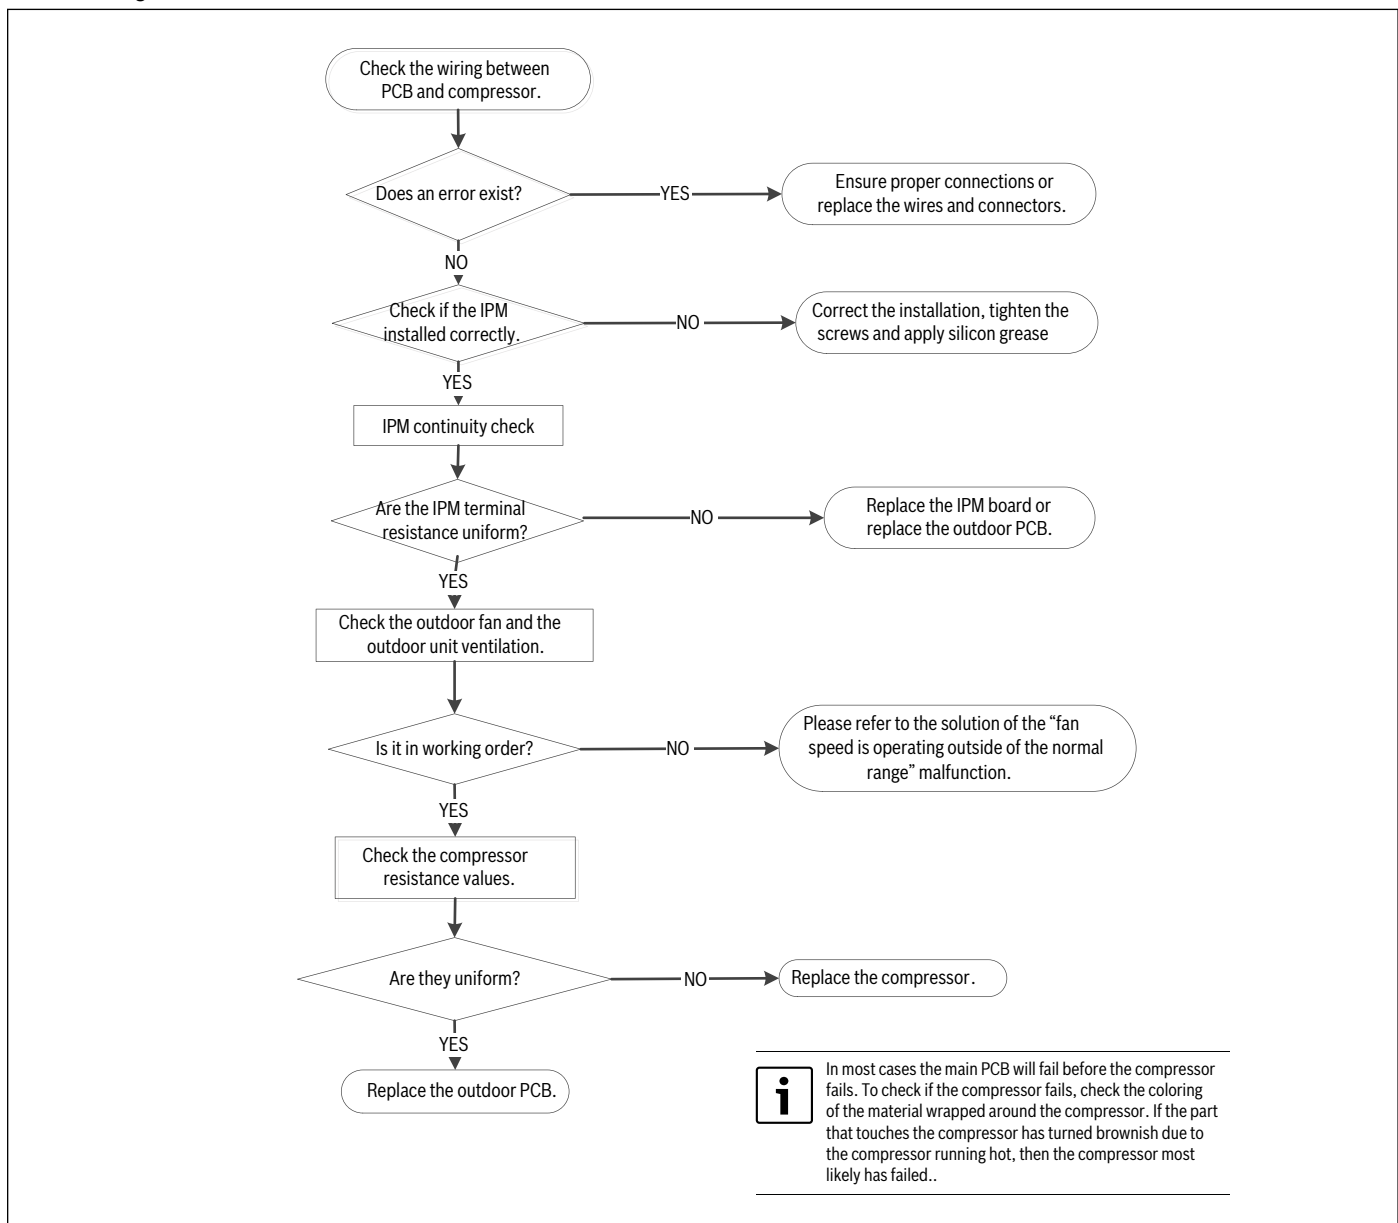 Check the wiring between
PCB and compressor.
Does an error exist?
YES
Ensure proper connections or
replace the wires and connectors.
NO
Check if the IPM
installed correctly.
NO
Correct the installation, tighten the
screws and apply silicon grease
YES
IPM continuity check
Are the IPM terminal
resistance uniform?
NO
Replace the IPM board or
replace the outdoor PCB.
YES
Check the outdoor fan and the
outdoor unit ventilation.
Is it in working order?
NO
Please refer to the solution of the “fan
speed is operating outside of the normal
range” malfunction.
YES
Check the compressor
resistance values.
Are they uniform?
NO
Replace the compressor.
YES
Replace the outdoor PCB.
i
In most cases the main PCB will fail before the compressor
fails. To check if the compressor fails, check the coloring
of the material wrapped around the compressor. If the part
that touches the compressor has turned brownish due to
the compressor running hot, then the compressor most
likely has failed..